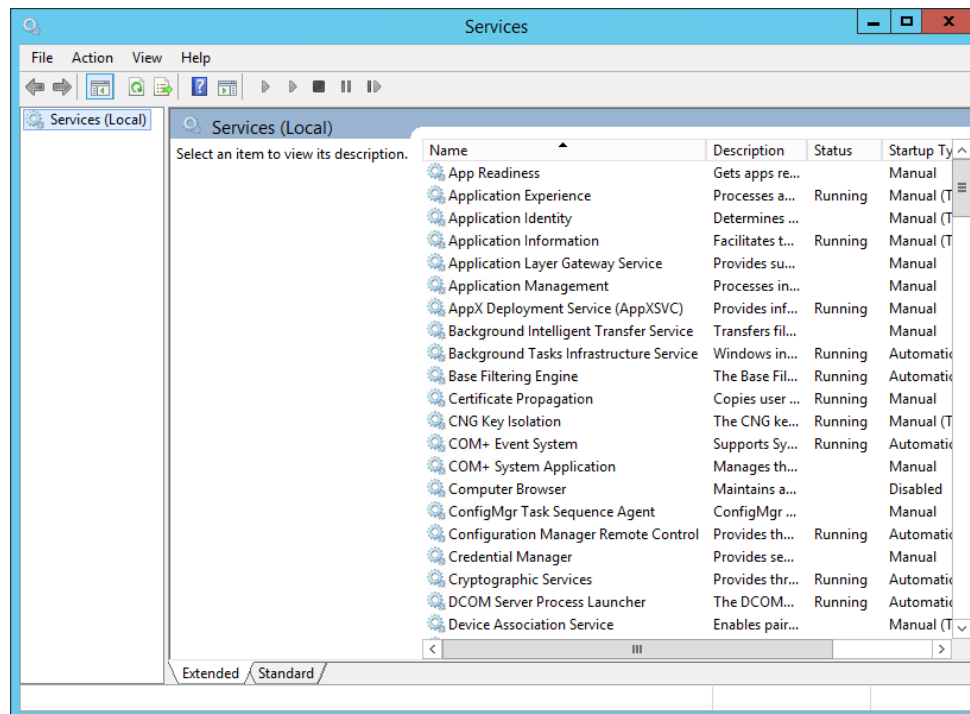 Services
File Action View Help
Services (Local)
Services (Local)
Select an item to view its description.
Name Description Status Startup Ty
App Readiness Gets apps re... Manual
Application Experience Processes a... Running Manual (T
Application Identity Determines ... Manual (T
Application Information Facilitates t... Running Manual (T
Application Layer Gateway Service Provides su... Manual
Application Management Processes in... Manual
AppX Deployment Service (AppXSVC) Provides inf... Running Manual
Background Intelligent Transfer Service Transfers fil... Manual
Background Tasks Infrastructure Service Windows in... Running Automatic
Base Filtering Engine The Base Fil... Running Automatic
Certificate Propagation Copies user ... Running Manual
CNG Key Isolation The CNG ke... Running Manual (T
COM+ Event System Supports Sy... Running Automatic
COM+ System Application Manages th... Manual
Computer Browser Maintains a... Disabled
ConfigMgr Task Sequence Agent ConfigMgr ... Manual
Configuration Manager Remote Control Provides th... Running Automatic
Credential Manager Provides se... Manual
Cryptographic Services Provides thr... Running Automatic
DCOM Server Process Launcher The DCOM... Running Automatic
Device Association Service Enables pair... Manual (T
Extended Standard